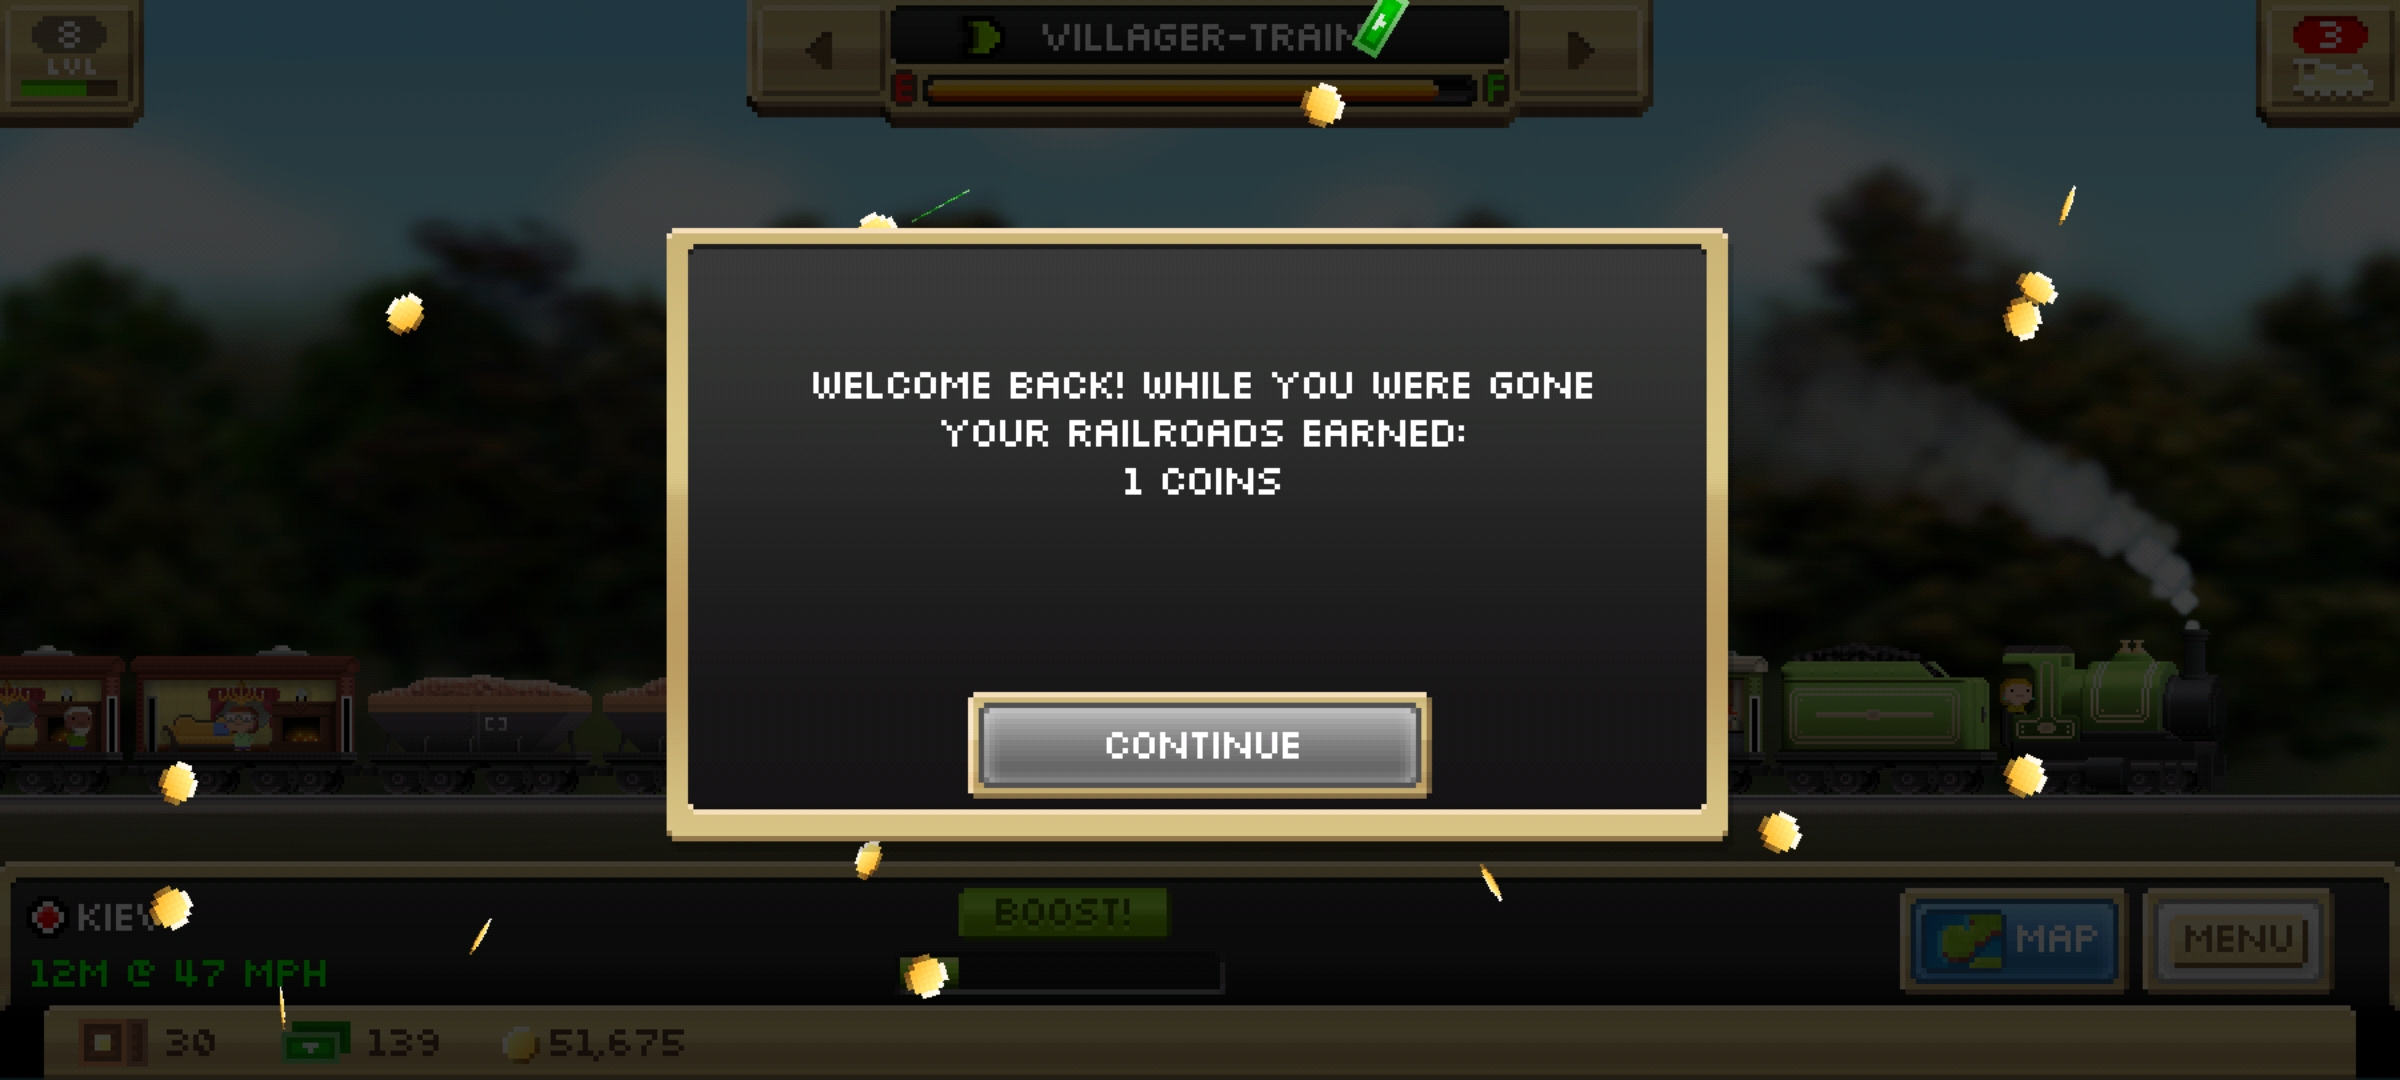 8
LVL
VILLAGER-TRAIN
E F
3
WELCOME BACK! WHILE YOU WERE GONE
YOUR RAILROADS EARNED:
1 COINS
CONTINUE
BOOST!
MAP
MENU
12M @ 47 MPH
30 139 51,675